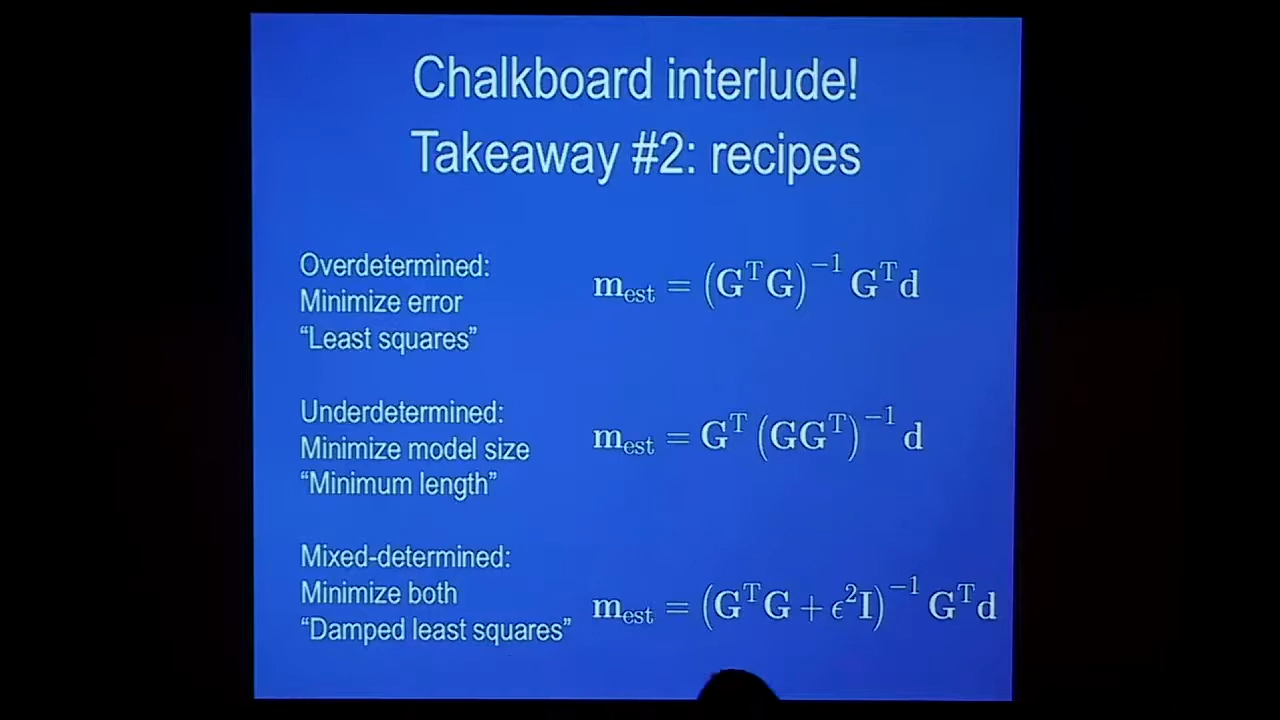 Chalkboard interlude!
Takeaway #2: recipes
Overdetermined:
Minimize error
“Least squares”
m_est = (G^T G)^−1 G^T d
Underdetermined:
Minimize model size
“Minimum length”
m_est = G^T (GG^T)^−1 d
Mixed-determined:
Minimize both
“Damped least squares”
m_est = (G^T G + ϵ^2 I)^−1 G^T d